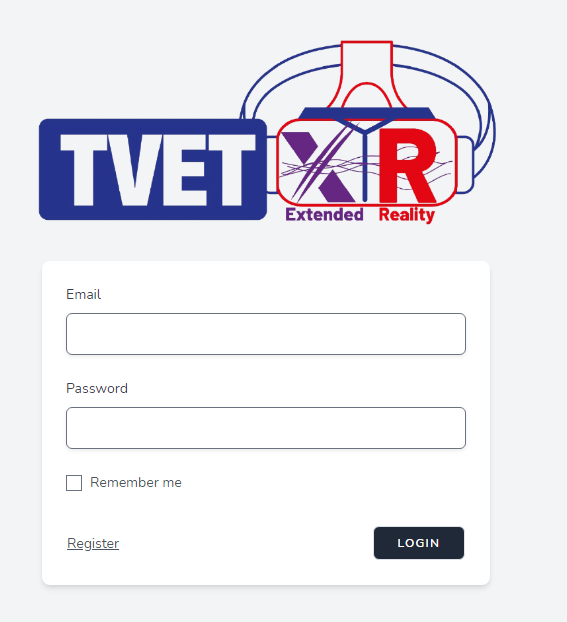 TVET XR
Extended Reality
Email
Password
Remember me
Register
LOGIN